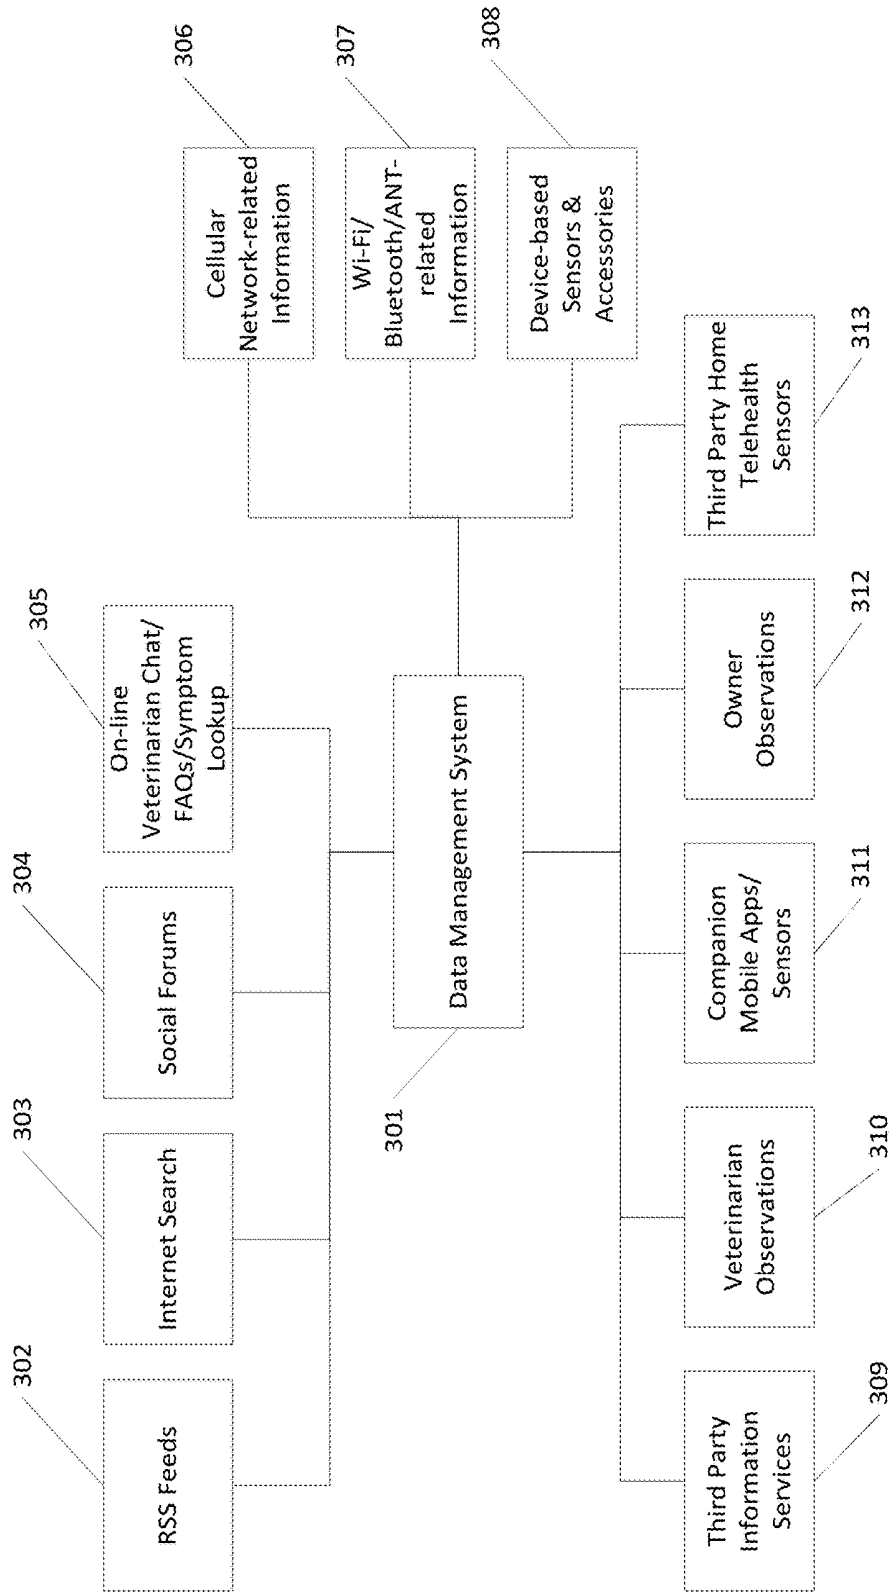 302
RSS Feeds
303
Internet Search
304
Social Forums
305
On-line
Veterinarian Chat/
FAQs/Symptom
Lookup
306
Cellular
Network-related
Information
307
Wi-Fi/
Bluetooth/ANT-
related
Information
308
Device-based
Sensors &
Accessories
301
Data Management System
Third Party
Information
Services
309
Veterinarian
Observations
310
Companion
Mobile Apps/
Sensors
311
Owner
Observations
312
Third Party Home
Telehealth
Sensors
313